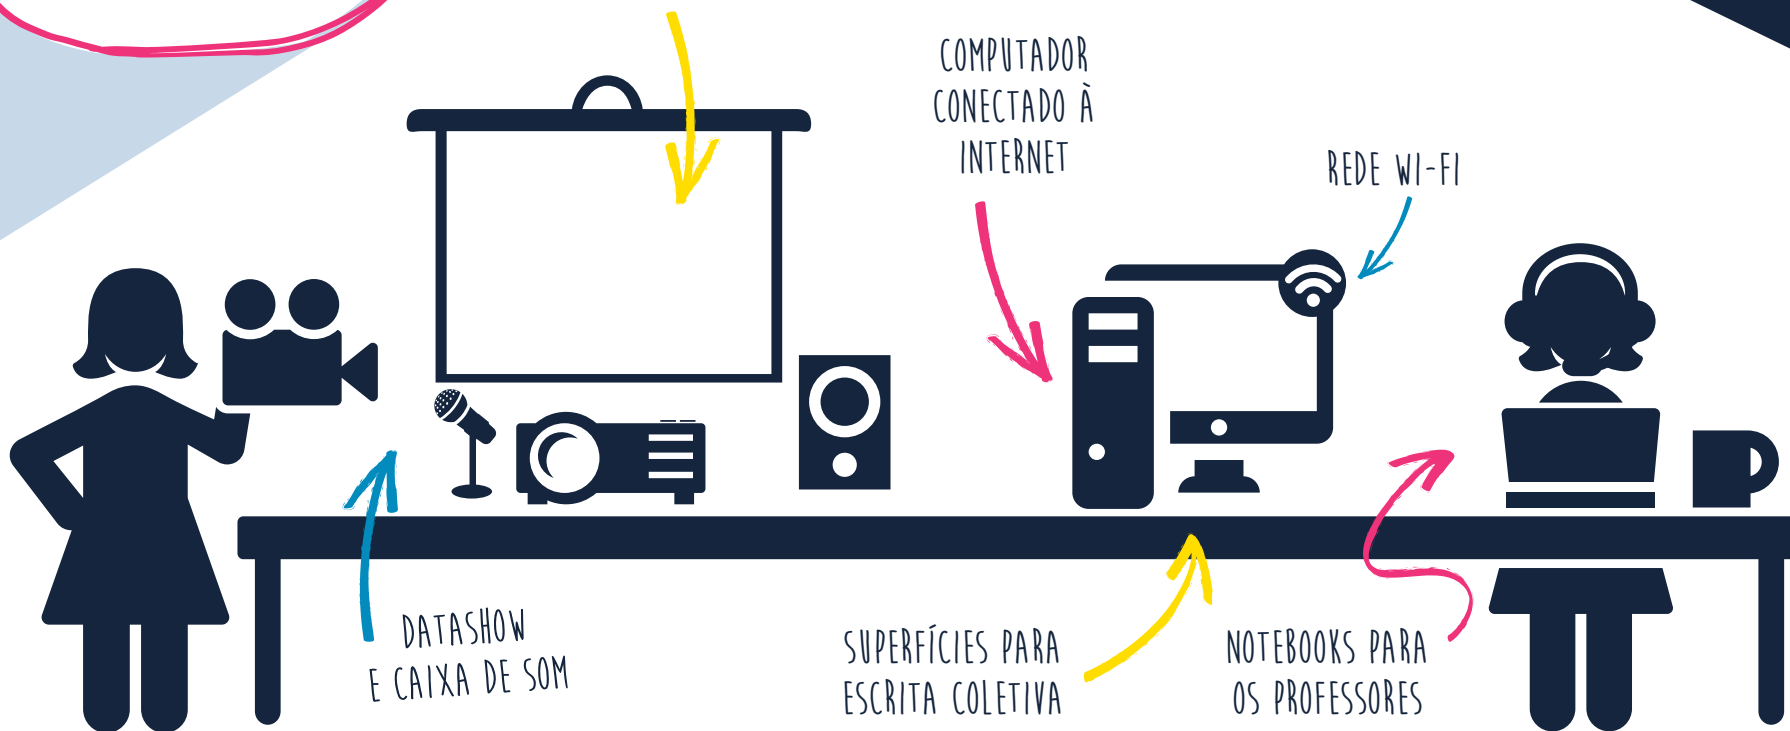 COMPUTADOR
CONECTADO À
INTERNET
REDE WI-FI
DATASHOW
E CAIXA DE SOM
SUPERFÍCIES PARA
ESCRITA COLETIVA
NOTEBOOKS PARA
OS PROFESSORES